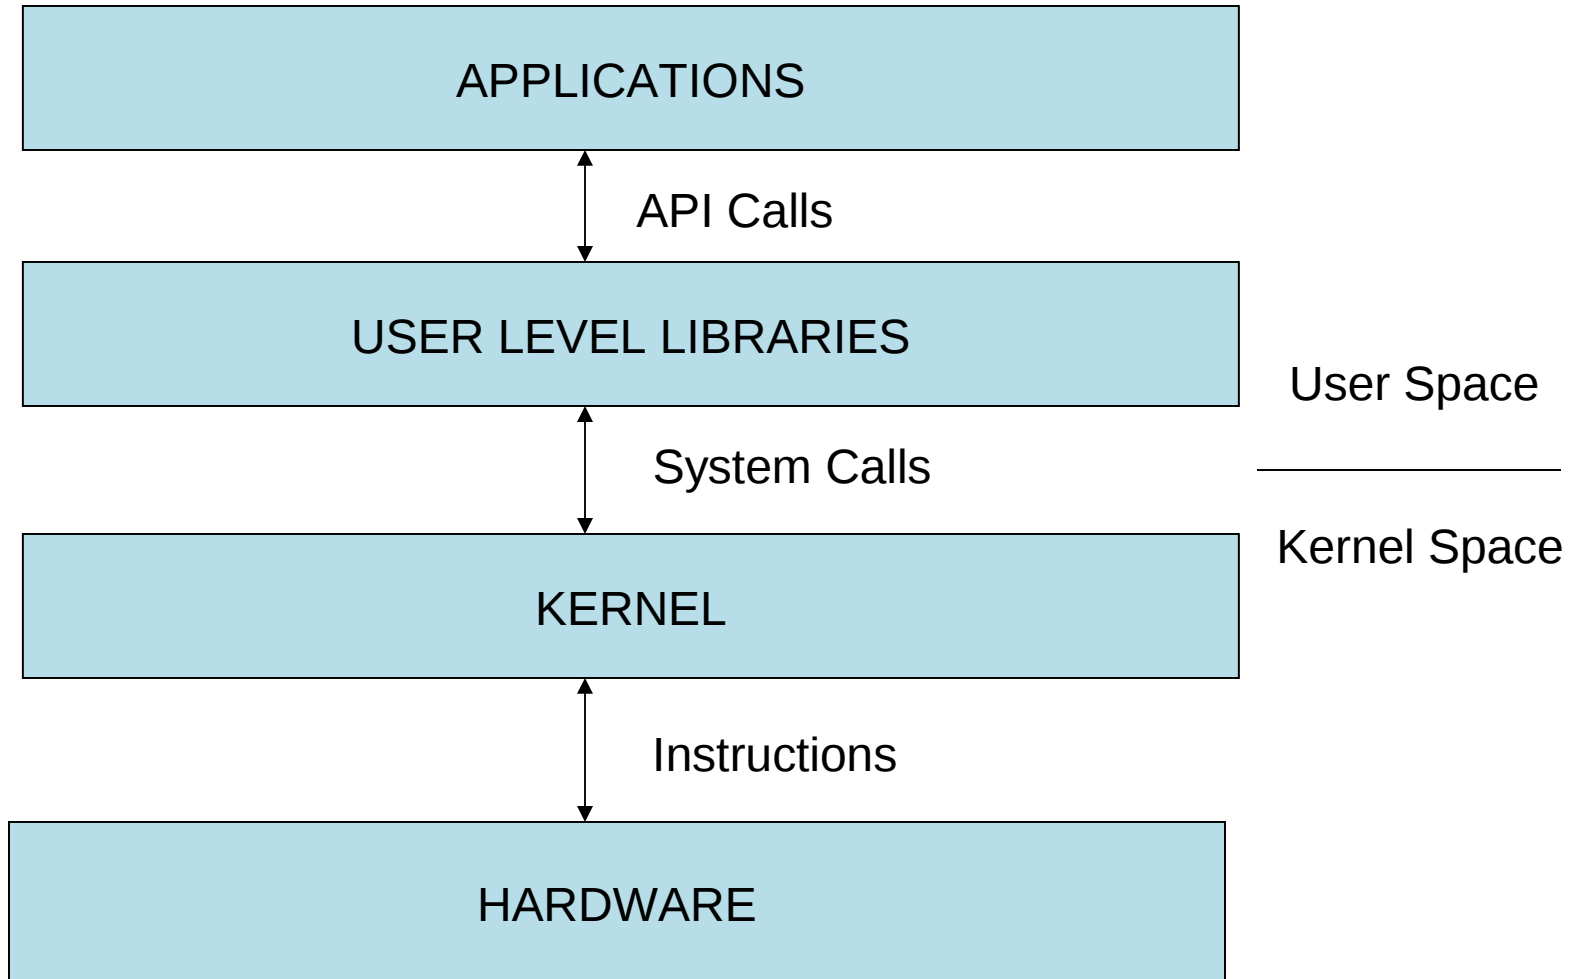 APPLICATIONS
API Calls
USER LEVEL LIBRARIES
User Space
System Calls
Kernel Space
KERNEL
Instructions
HARDWARE